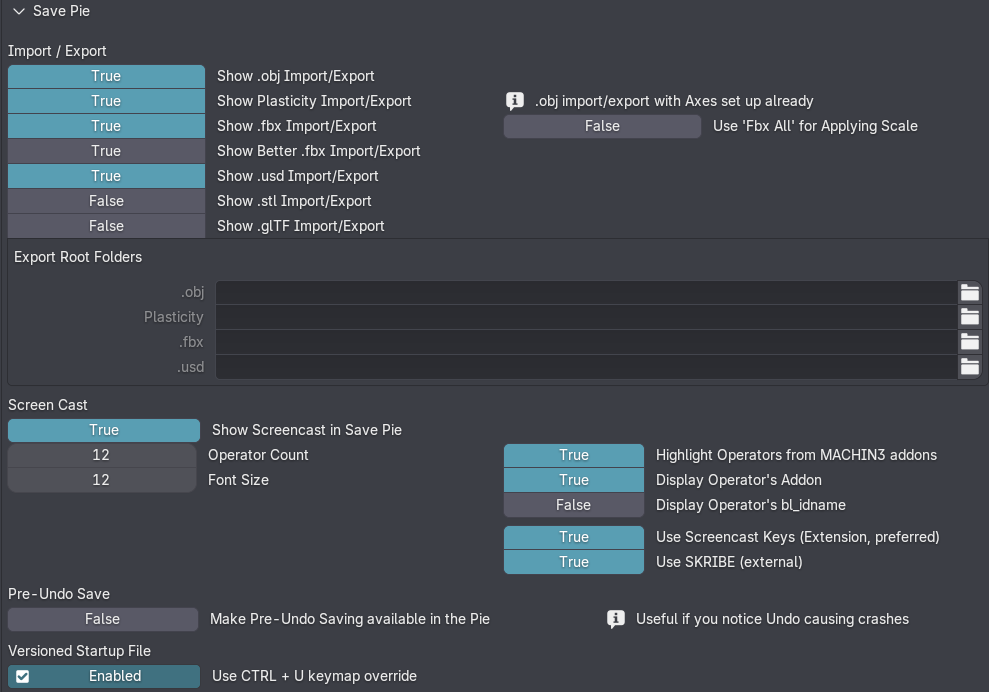 Save Pie
Import / Export
True Show .obj Import/Export
True Show Plasticity Import/Export .obj import/export with Axes set up already
True Show .fbx Import/Export False Use 'Fbx All' for Applying Scale
True Show Better .fbx Import/Export
True Show .usd Import/Export
False Show .stl Import/Export
False Show .glTF Import/Export
Export Root Folders
.obj
Plasticity
.fbx
.usd
Screen Cast
True Show Screencast in Save Pie
12 Operator Count True Highlight Operators from MACHIN3 addons
12 Font Size True Display Operator's Addon
False Display Operator's bl_idname
True Use Screencast Keys (Extension, preferred)
True Use SKRIBE (external)
Pre-Undo Save
False Make Pre-Undo Saving available in the Pie Useful if you notice Undo causing crashes
Versioned Startup File
Enabled Use CTRL + U keymap override